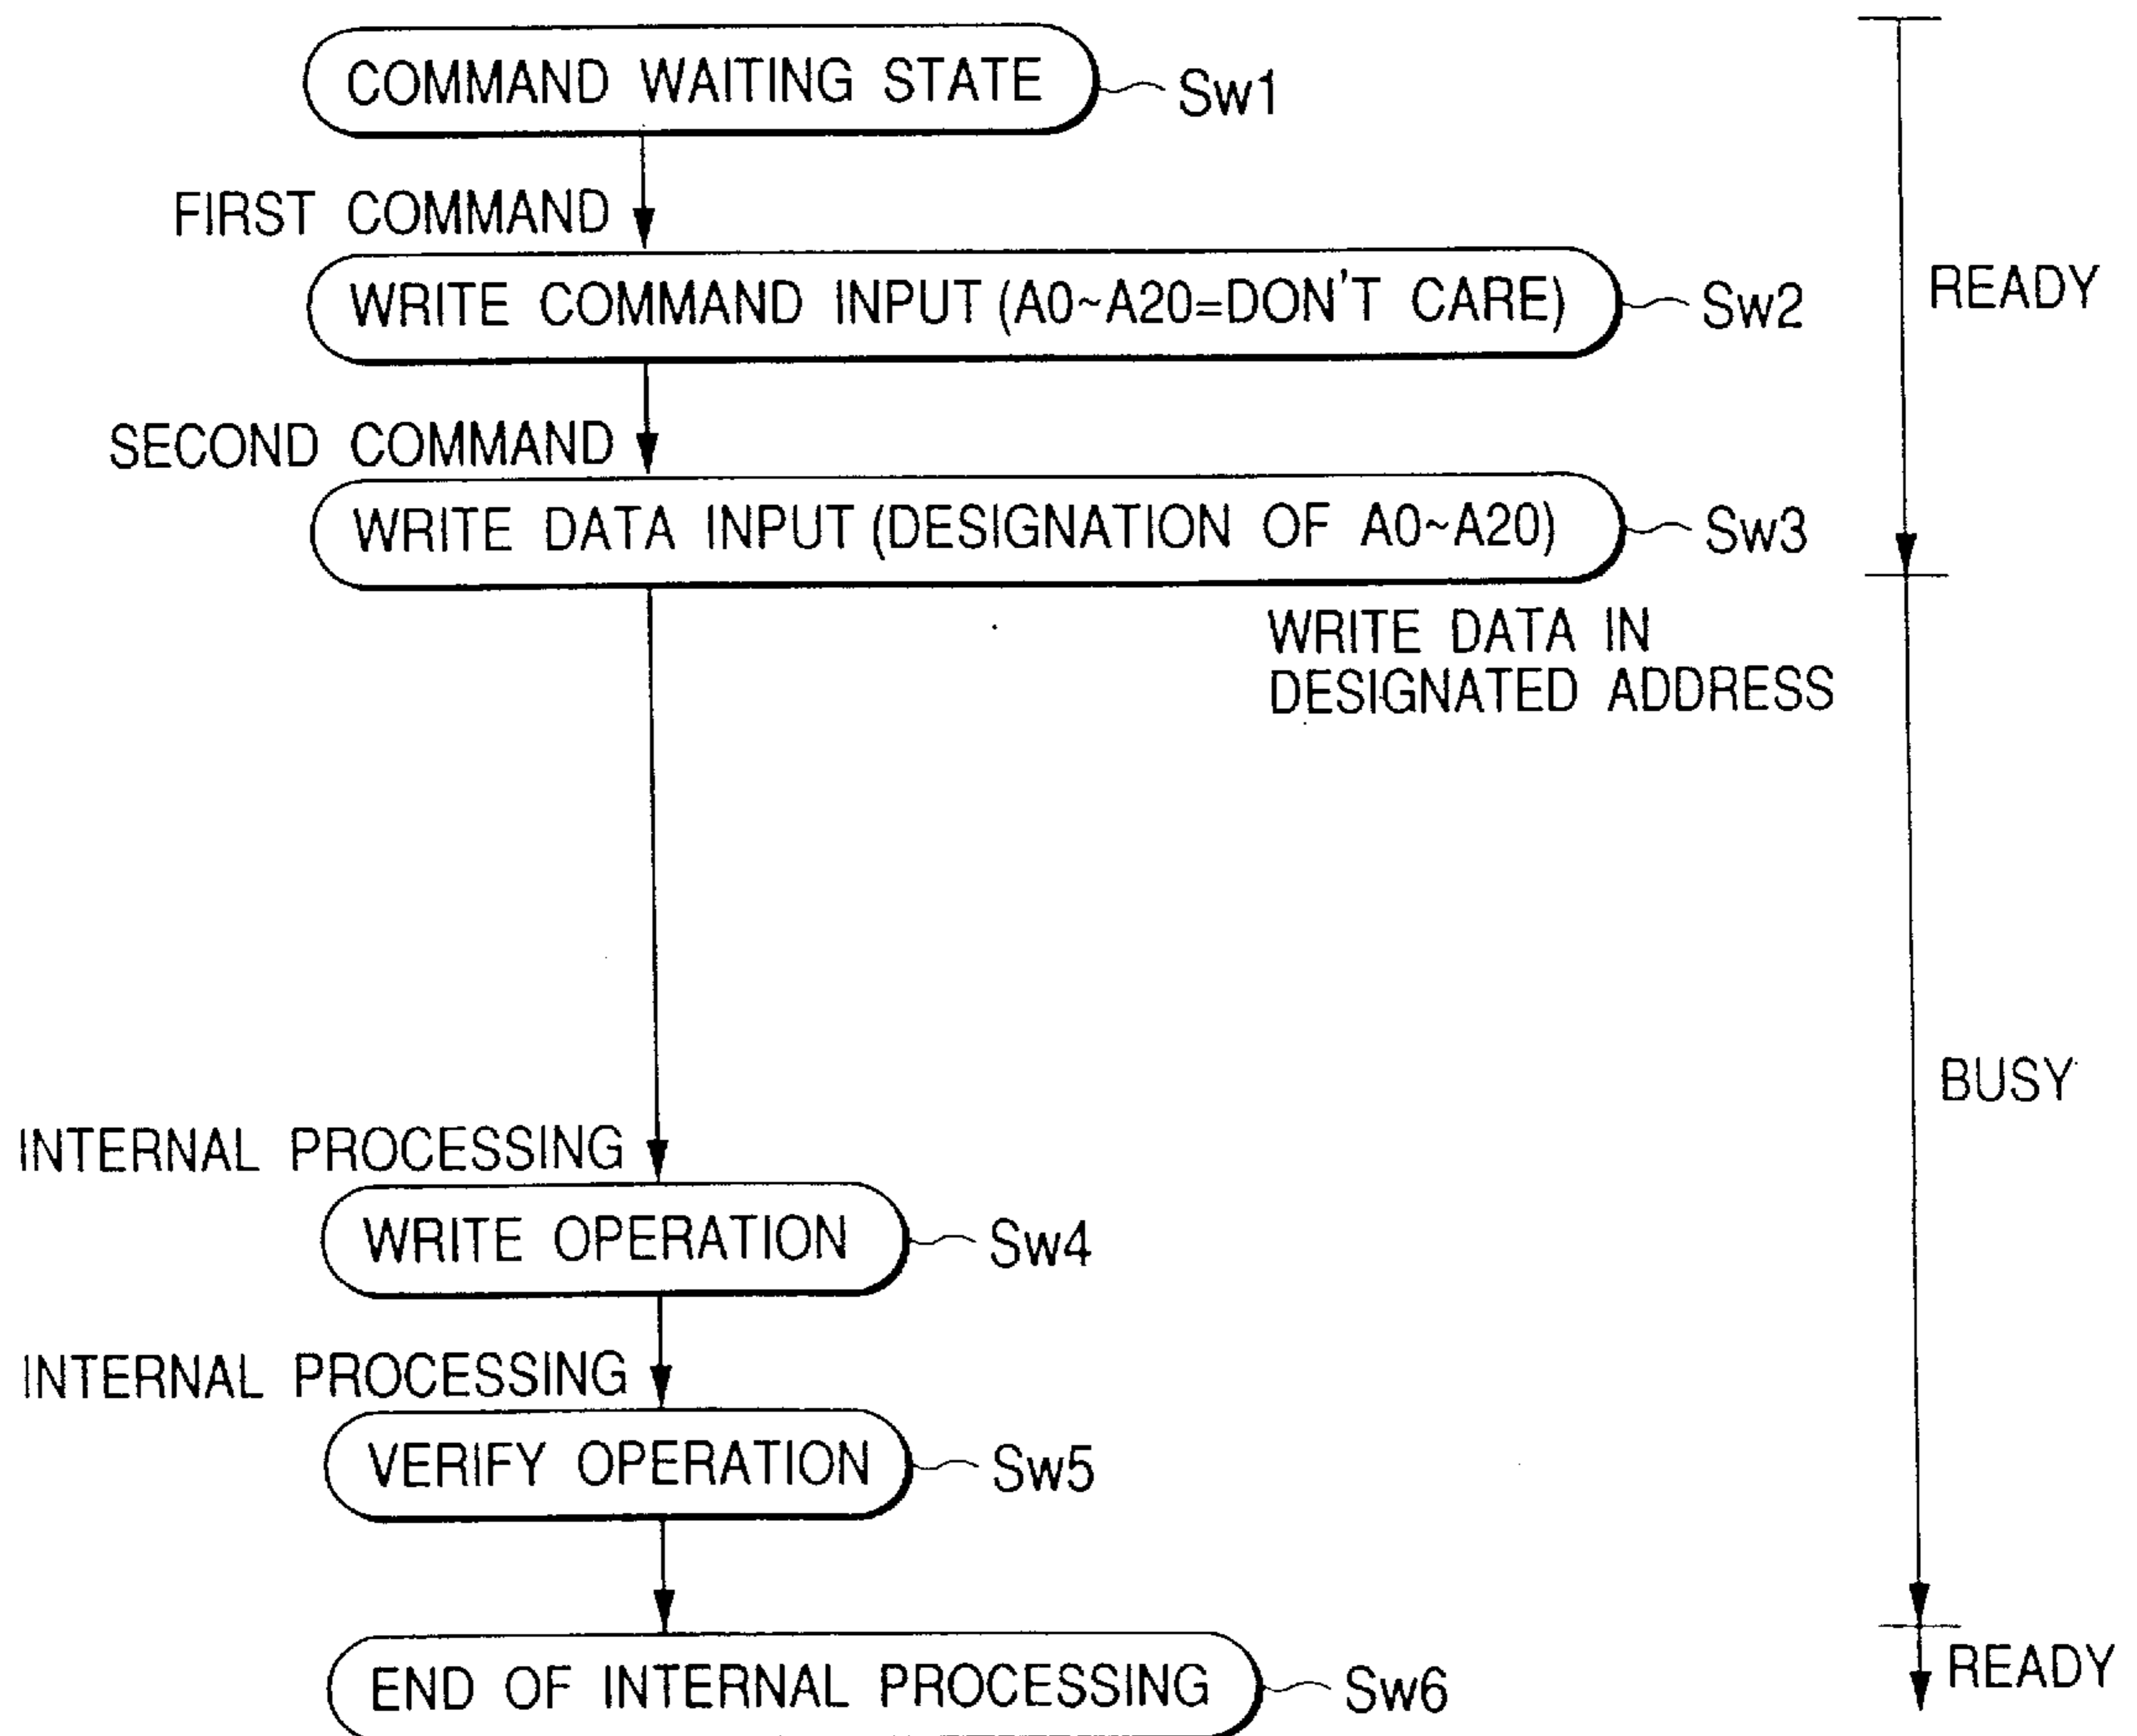 COMMAND WAITING STATE Sw1
FIRST COMMAND
WRITE COMMAND INPUT (A0~A20=DON'T CARE) Sw2
READY
SECOND COMMAND
WRITE DATA INPUT (DESIGNATION OF A0~A20) Sw3
WRITE DATA IN
DESIGNATED ADDRESS
BUSY
INTERNAL PROCESSING
WRITE OPERATION Sw4
INTERNAL PROCESSING
VERIFY OPERATION Sw5
END OF INTERNAL PROCESSING Sw6
READY